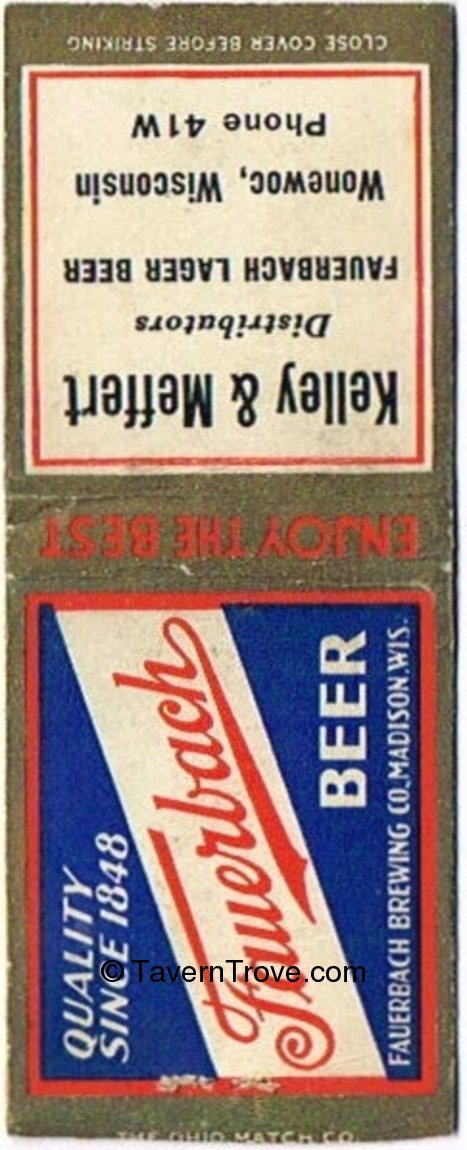 CLOSE COVER BEFORE STRIKING
Kelley & Meffert
Distributors
FAUERBACH LAGER BEER
Wonewoc, Wisconsin
Phone 41W
ENJOY THE BEST
QUALITY
SINCE 1848
Fauerbach
BEER
FAUERBACH BREWING CO., MADISON, WIS.
© TavernTrove.com
THE OHIO MATCH CO.